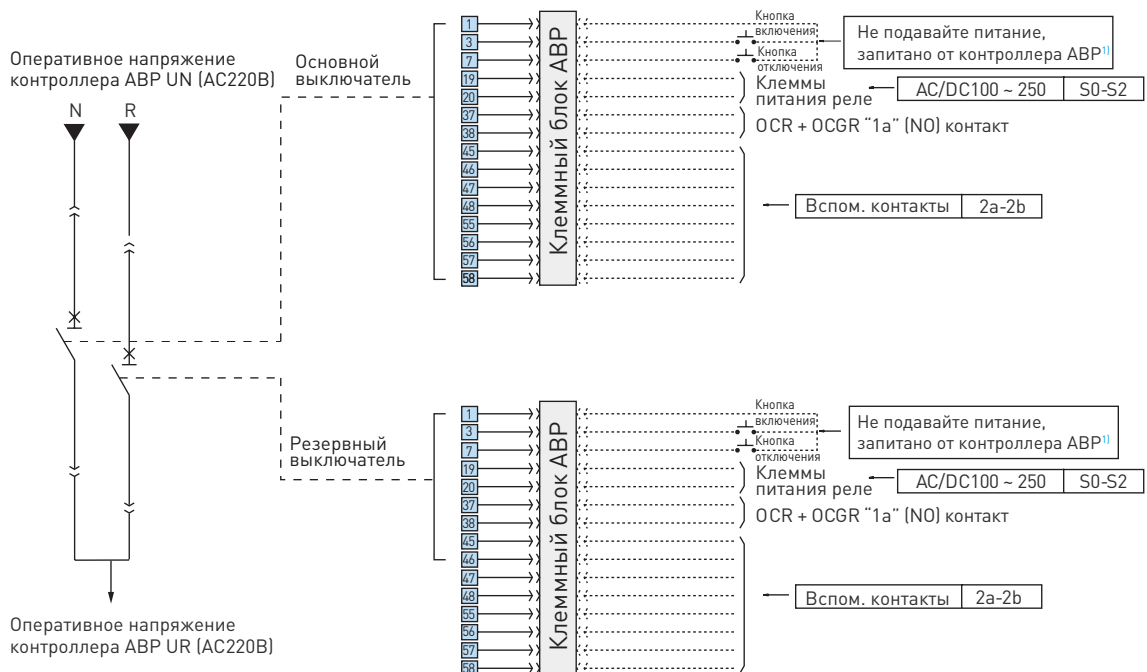 Оперативное напряжение
контроллера АВР UN (AC220В)
N R
Основной
выключатель
1
3
7
19
20
37
38
45
46
47
48
55
56
57
58
Клеммный блок АВР
Кнопка
включения
Кнопка
отключения
Не подавайте питание,
запитано от контроллера АВР1)
Клеммы
питания реле
AC/DC100 ~ 250 S0-S2
OCR + OCGR “1a” (NO) контакт
Вспом. контакты 2a-2b
Резервный
выключатель
1
3
7
19
20
37
38
45
46
47
48
55
56
57
58
Клеммный блок АВР
Кнопка
включения
Кнопка
отключения
Не подавайте питание,
запитано от контроллера АВР1)
Клеммы
питания реле
AC/DC100 ~ 250 S0-S2
OCR + OCGR “1a” (NO) контакт
Вспом. контакты 2a-2b
Оперативное напряжение
контроллера АВР UR (AC220В)